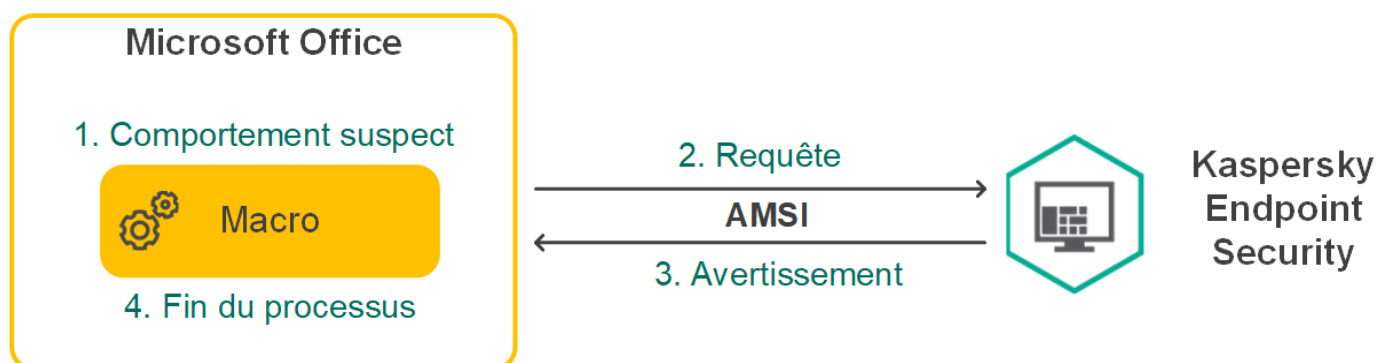 Microsoft Office
1. Comportement suspect
Macro
4. Fin du processus
2. Requête
AMSI
3. Avertissement
Kaspersky
Endpoint
Security